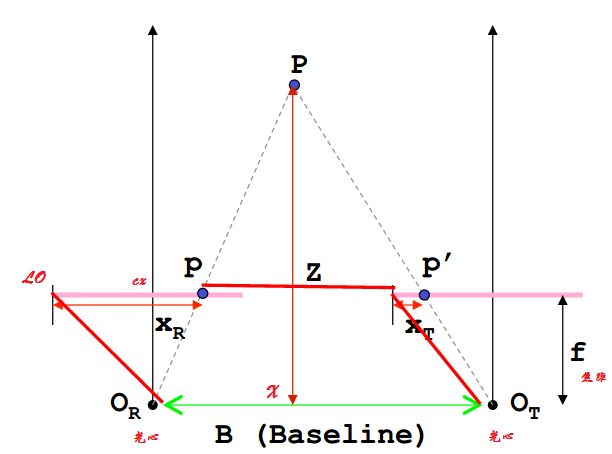 P
LO
cx
p
Z
p'
xR
xT
f
焦距
OR
X
OT
光心
光心
B (Baseline)